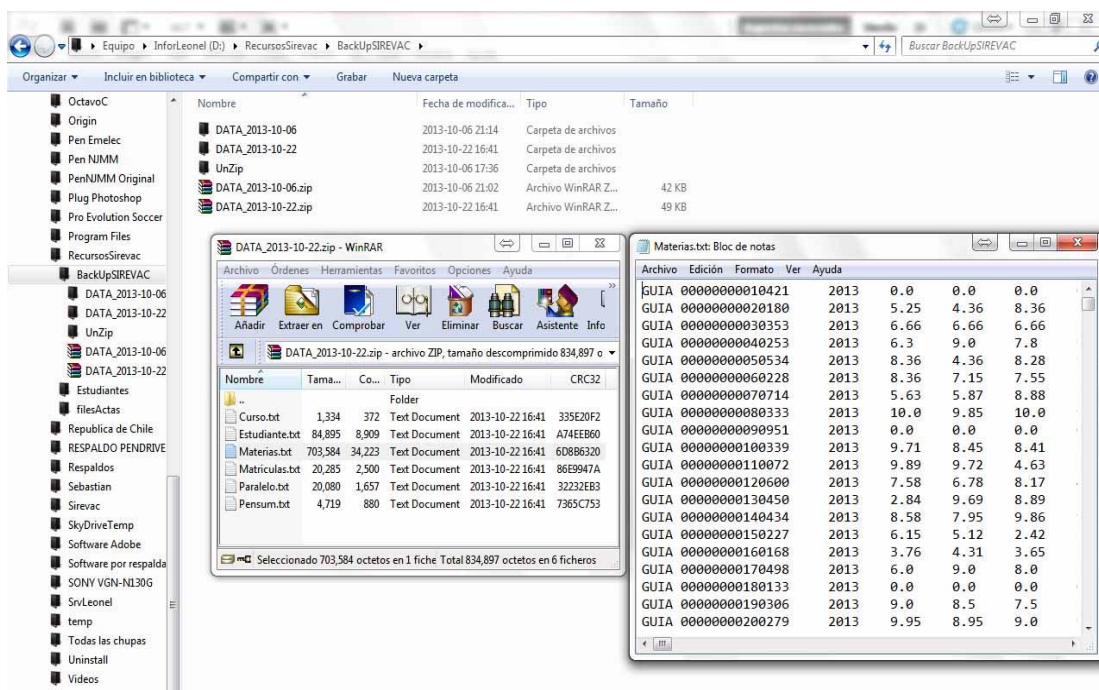 Equipo ▸ InforLeonel (D:) ▸ RecursosSirevac ▸ BackUpSIREVAC ▸
Buscar BackUpSIREVAC
Organizar Incluir en biblioteca Compartir con Grabar Nueva carpeta
OctavoC
Origin
Pen Emelec
Pen NJMM
PenNJMM Original
Plug Photoshop
Pro Evolution Soccer
Program Files
RecursosSirevac
BackUpSIREVAC
DATA_2013-10-06
DATA_2013-10-22
UnZip
DATA_2013-10-06
DATA_2013-10-22
Estudiantes
filesActas
Republica de Chile
RESPALDO PENDRIVE
Respaldos
Sebastian
Sirevac
SkyDriveTemp
Software Adobe
Software por respalda
SONY VGN-N130G
SrvLeonel
temp
Todas las chupas
Uninstall
Videos
Nombre Fecha de modifica... Tipo Tamaño
DATA_2013-10-06 2013-10-06 21:14 Carpeta de archivos
DATA_2013-10-22 2013-10-22 16:41 Carpeta de archivos
UnZip 2013-10-06 17:36 Carpeta de archivos
DATA_2013-10-06.zip 2013-10-06 21:02 Archivo WinRAR Z... 42 KB
DATA_2013-10-22.zip 2013-10-22 16:41 Archivo WinRAR Z... 49 KB
DATA_2013-10-22.zip - WinRAR
Archivo Órdenes Herramientas Favoritos Opciones Ayuda
Añadir Extraer en Comprobar Ver Eliminar Buscar Asistente Info
DATA_2013-10-22.zip - archivo ZIP, tamaño descomprimido 834,897 o
Nombre Tama... Co... Tipo Modificado CRC32
.. Folder
Curso.txt 1,334 372 Text Document 2013-10-22 16:41 335E20F2
Estudiante.txt 84,895 8,909 Text Document 2013-10-22 16:41 A74EEB60
Materias.txt 703,584 34,223 Text Document 2013-10-22 16:41 6D8B6320
Matriculas.txt 20,285 2,500 Text Document 2013-10-22 16:41 86E9947A
Paralelo.txt 20,080 1,657 Text Document 2013-10-22 16:41 32232EB3
Pensum.txt 4,719 880 Text Document 2013-10-22 16:41 7365C753
Seleccionado 703,584 octetos en 1 fiche Total 834,897 octetos en 6 ficheros
Materias.txt: Bloc de notas
Archivo Edición Formato Ver Ayuda
GUIA 00000000010421 2013 0.0 0.0 0.0
GUIA 00000000020180 2013 5.25 4.36 8.36
GUIA 00000000030353 2013 6.66 6.66 6.66
GUIA 00000000040253 2013 6.3 9.0 7.8
GUIA 00000000050534 2013 8.36 4.36 8.28
GUIA 00000000060228 2013 8.36 7.15 7.55
GUIA 00000000070714 2013 5.63 5.87 8.88
GUIA 00000000080333 2013 10.0 9.85 10.0
GUIA 00000000090951 2013 0.0 0.0 0.0
GUIA 00000000100339 2013 9.71 8.45 8.41
GUIA 00000000110072 2013 9.89 9.72 4.63
GUIA 00000000120600 2013 7.58 6.78 8.17
GUIA 00000000130450 2013 2.84 9.69 8.89
GUIA 00000000140434 2013 8.58 7.95 9.86
GUIA 00000000150227 2013 6.15 5.12 2.42
GUIA 00000000160168 2013 3.76 4.31 3.65
GUIA 00000000170498 2013 6.0 9.0 8.0
GUIA 00000000180133 2013 0.0 0.0 0.0
GUIA 00000000190306 2013 9.0 8.5 7.5
GUIA 00000000200279 2013 9.95 8.95 9.0